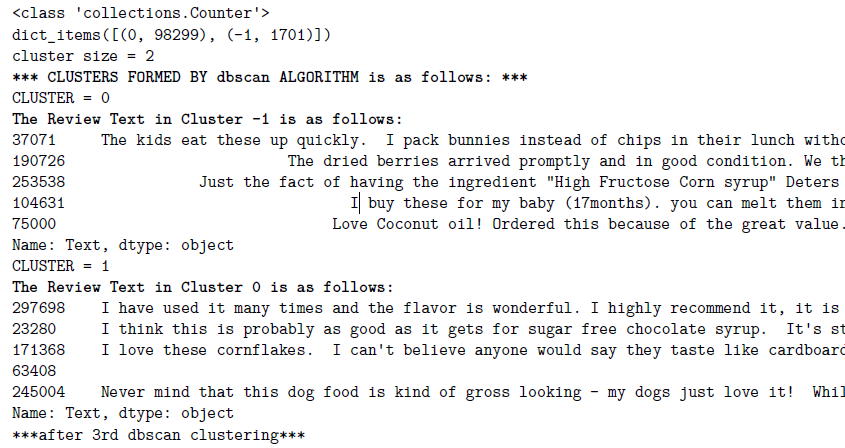 <class 'collections.Counter'>
dict_items([(0, 98299), (-1, 1701)])
cluster size = 2
*** CLUSTERS FORMED BY dbscan ALGORITHM is as follows: ***
CLUSTER = 0
The Review Text in Cluster -1 is as follows:
37071 The kids eat these up quickly. I pack bunnies instead of chips in their lunch witho
190726 The dried berries arrived promptly and in good condition. We th
253538 Just the fact of having the ingredient "High Fructose Corn syrup" Deters
104631 I buy these for my baby (17months). you can melt them in
75000 Love Coconut oil! Ordered this because of the great value.
Name: Text, dtype: object
CLUSTER = 1
The Review Text in Cluster 0 is as follows:
297698 I have used it many times and the flavor is wonderful. I highly recommend it, it is
23280 I think this is probably as good as it gets for sugar free chocolate syrup. It's st
171368 I love these cornflakes. I can't believe anyone would say they taste like cardboard
63408
245004 Never mind that this dog food is kind of gross looking - my dogs just love it! Whil
Name: Text, dtype: object
***after 3rd dbscan clustering***